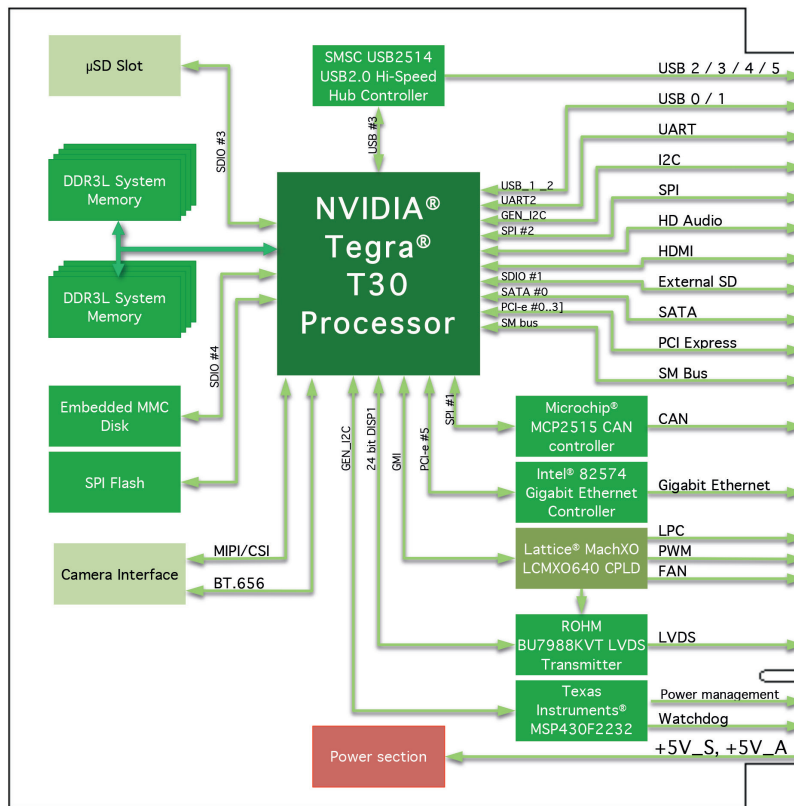 SMSC USB2514
USB2.0 Hi-Speed
Hub Controller
µSD Slot
USB 2 / 3 / 4 / 5
USB 0 / 1
SDIO #3
USB #3
UART
I2C
DDR3L System
Memory
NVIDIA®
Tegra®
T30
Processor
USB_1 _2
UART2
GEN_I2C
SPI #2
SPI
HD Audio
HDMI
SDIO #1
External SD
SATA #0
SATA
PCI-e #0..3]
PCI Express
SM bus
SM Bus
DDR3L System
Memory
SDIO #4
Embedded MMC
Disk
SPI Flash
GEN_I2C
24 bit DISP1
GMI
PCI-e #5
SPI #1
Microchip®
MCP2515 CAN
controller
CAN
Intel® 82574
Gigabit Ethernet
Controller
Gigabit Ethernet
MIPI/CSI
Camera Interface
BT.656
Lattice® MachXO
LCMXO640 CPLD
LPC
PWM
FAN
ROHM
BU7988KVT LVDS
Transmitter
LVDS
Texas
Instruments®
MSP430F2232
Power management
Watchdog
Power section
+5V_S, +5V_A